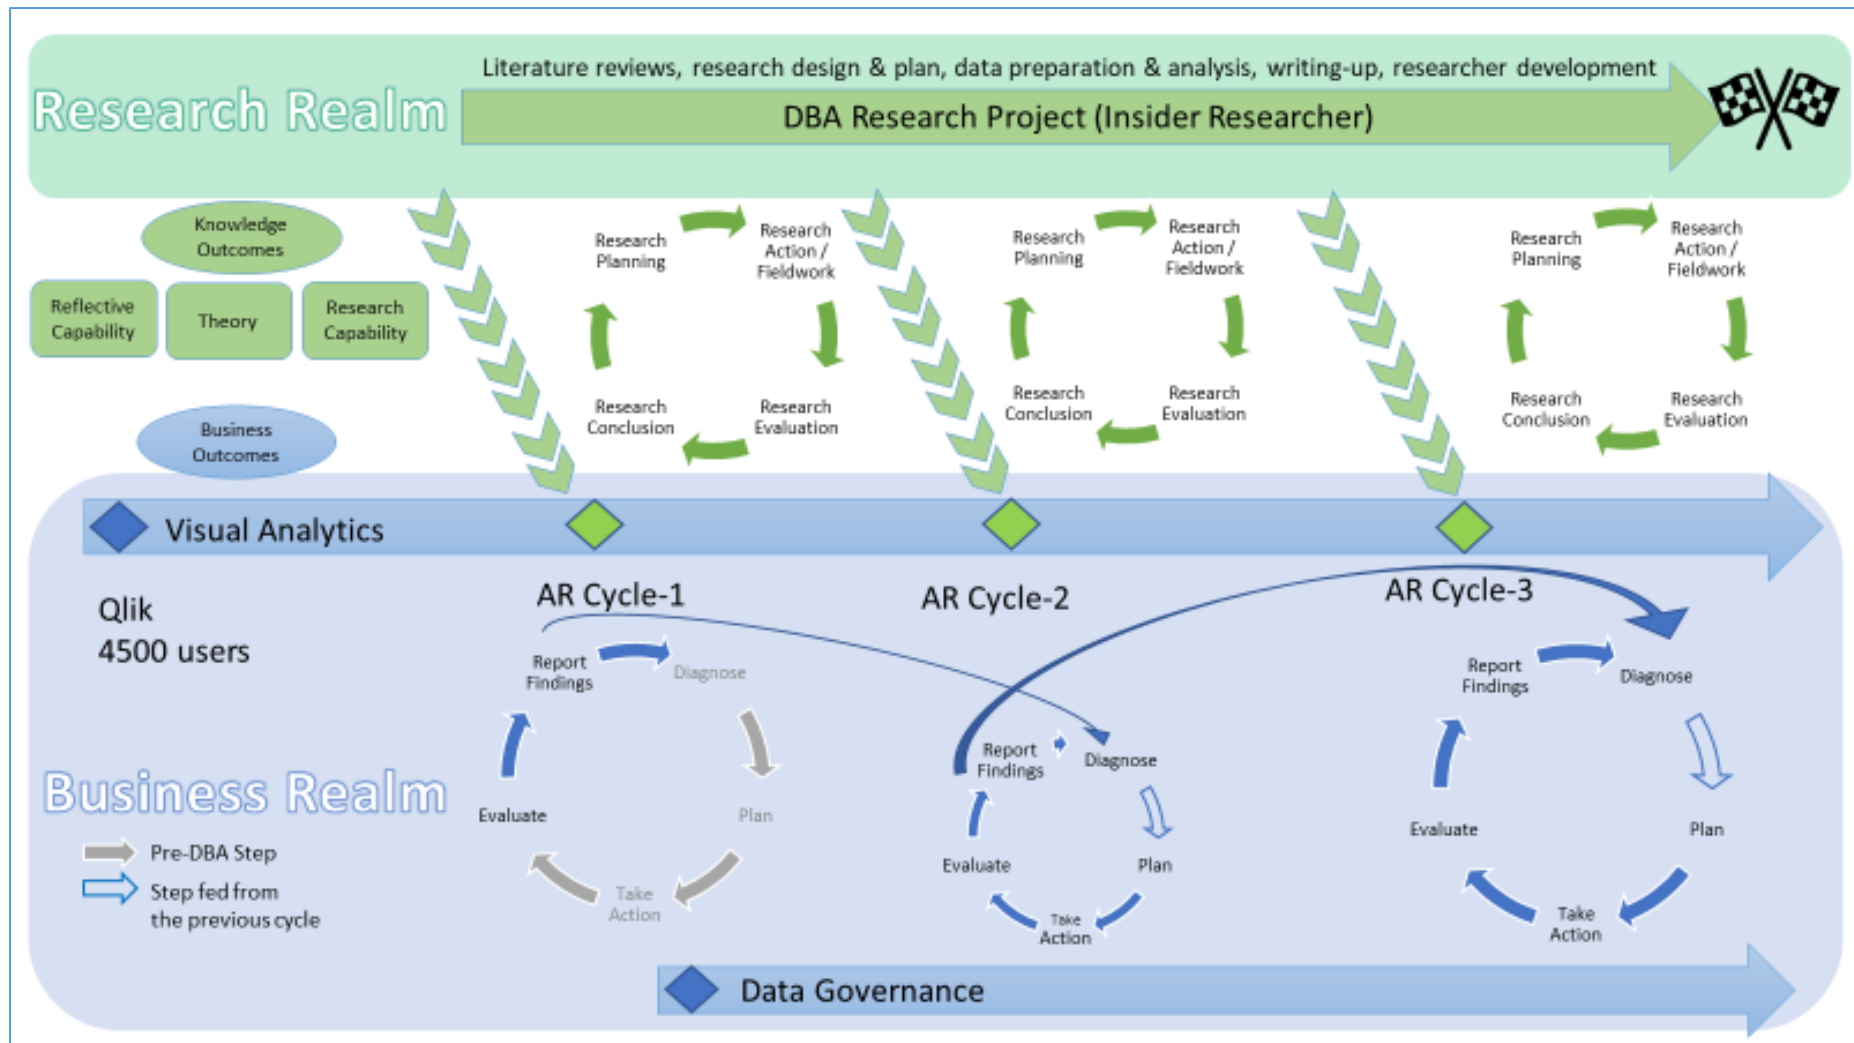 Literature reviews, research design & plan, data preparation & analysis, writing-up, researcher development
Research Realm
DBA Research Project (Insider Researcher)
Knowledge
Outcomes
Reflective
Capability
Theory
Research
Capability
Business
Outcomes
Research
Planning
Research
Action /
Fieldwork
Research
Conclusion
Research
Evaluation
Research
Planning
Research
Action /
Fieldwork
Research
Conclusion
Research
Evaluation
Research
Planning
Research
Action /
Fieldwork
Research
Conclusion
Research
Evaluation
Visual Analytics
Qlik
4500 users
AR Cycle-1
AR Cycle-2
AR Cycle-3
Report
Findings
Diagnose
Plan
Take
Action
Evaluate
Report
Findings
Diagnose
Plan
Take
Action
Evaluate
Report
Findings
Diagnose
Plan
Take
Action
Evaluate
Business Realm
Pre-DBA Step
Step fed from
the previous cycle
Data Governance